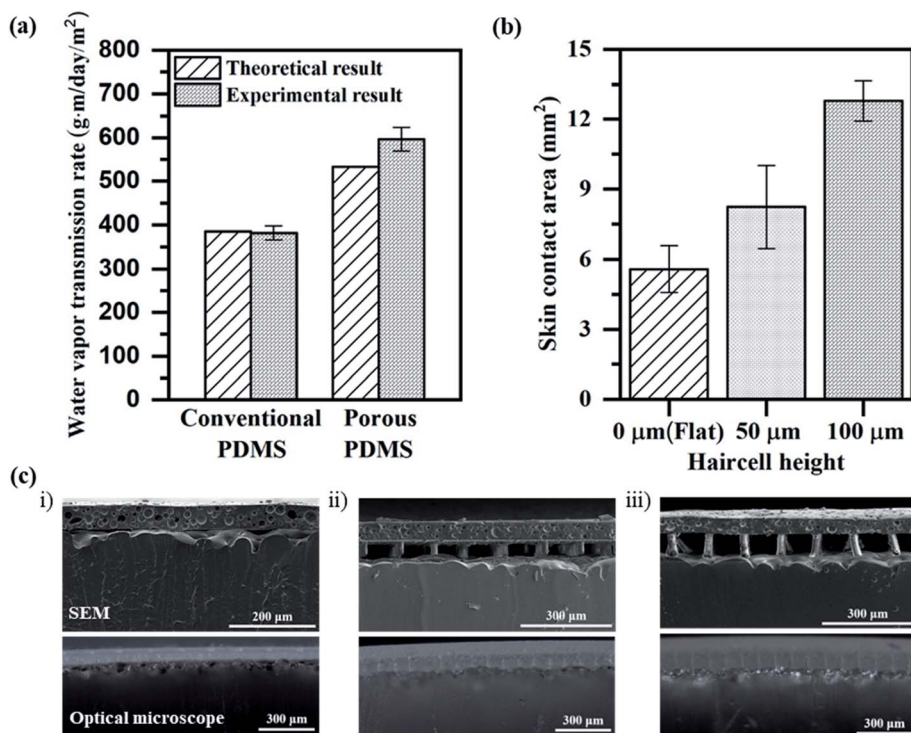 (a)
Water vapor transmission rate (g·m/day/m²)
800
700
600
500
400
300
200
100
0
Theoretical result
Experimental result
Conventional
PDMS
Porous
PDMS
(b)
Skin contact area (mm²)
15
12
9
6
3
0
0 μm(Flat)
50 μm
100 μm
Haircell height
(c)
i)
SEM
200 μm
Optical microscope
300 μm
ii)
300 μm
300 μm
iii)
300 μm
300 μm